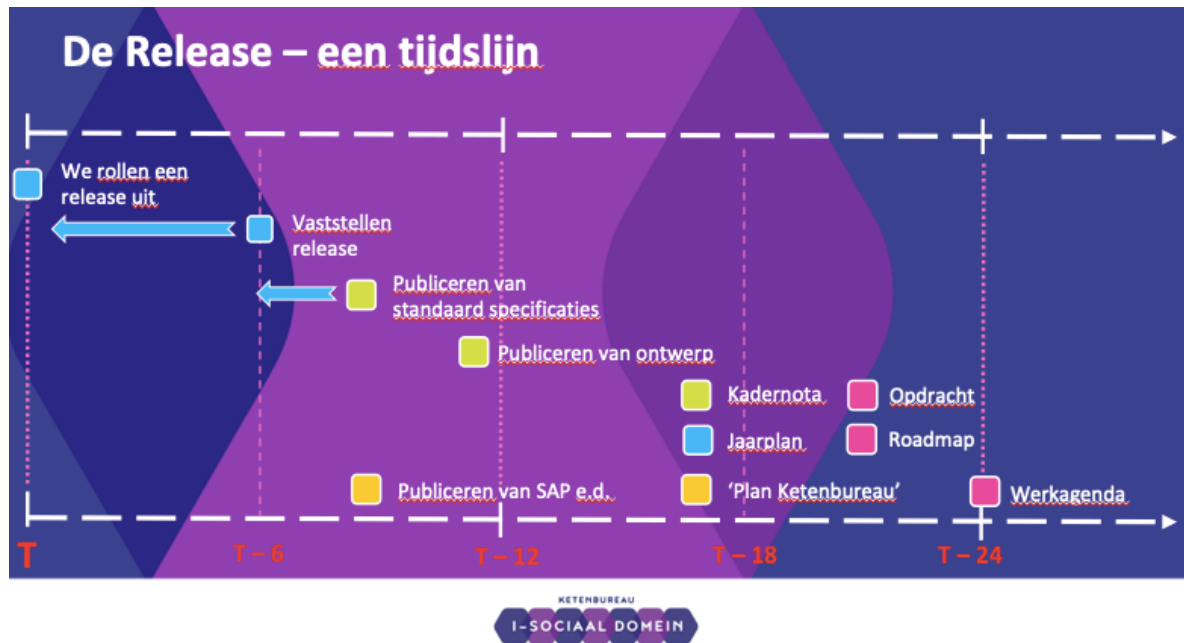 De Release – een tijdslijn
We rollen een
release uit
Vaststellen
release
Publiceren van
standaard specificaties
Publiceren van ontwerp
Kadernota
Opdracht
Jaarplan
Roadmap
Publiceren van SAP e.d.
‘Plan Ketenbureau’
Werkagenda
T
T – 6
T – 12
T – 18
T – 24
KETENBUREAU
I-SOCIAAL DOMEIN